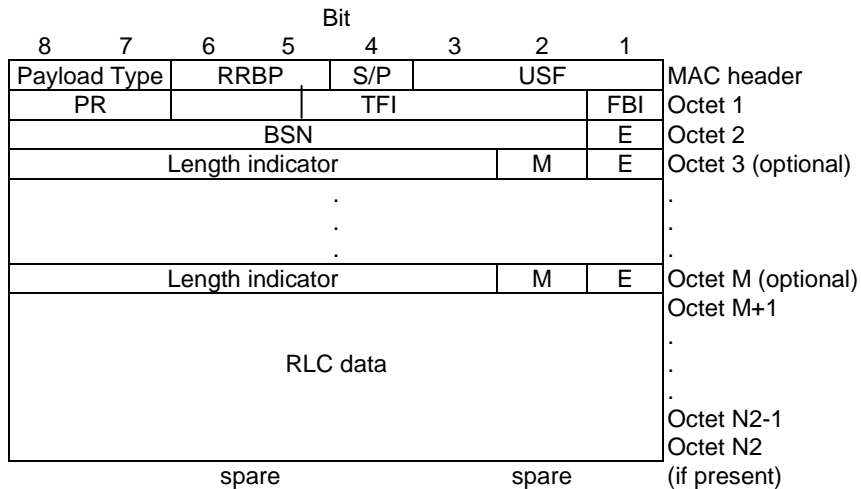 Bit
8 7 6 5 4 3 2 1
Payload Type RRBP S/P USF MAC header
PR TFI FBI Octet 1
BSN E Octet 2
Length indicator M E Octet 3 (optional)
. .
. .
. .
Length indicator M E Octet M (optional)
Octet M+1
.
RLC data .
.
Octet N2-1
Octet N2
spare spare (if present)